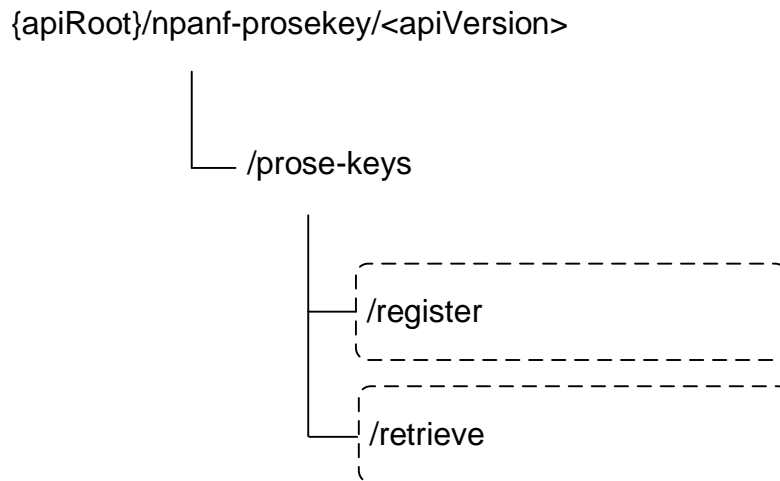 {apiRoot}/npanf-prosekey/<apiVersion>
/prose-keys
/register
/retrieve